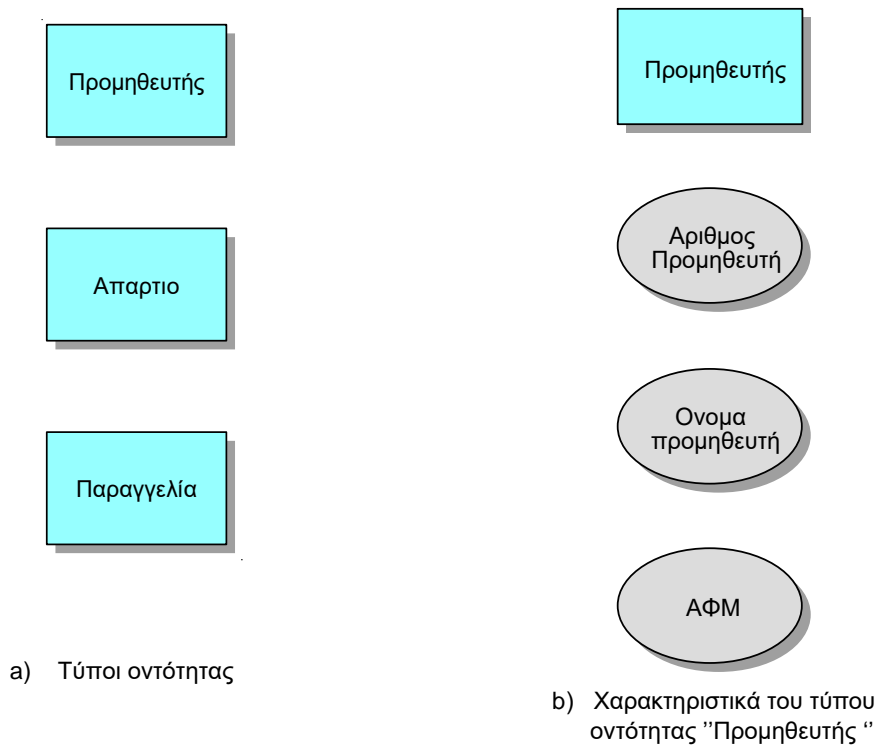 Προμηθευτής
Απαρτιο
Παραγγελία
a) Τύποι οντότητας
Προμηθευτής
Αριθμος
Προμηθευτή
Ονομα
προμηθευτή
ΑΦΜ
b) Χαρακτηριστικά του τύπου
οντότητας ’’Προμηθευτής ‘’